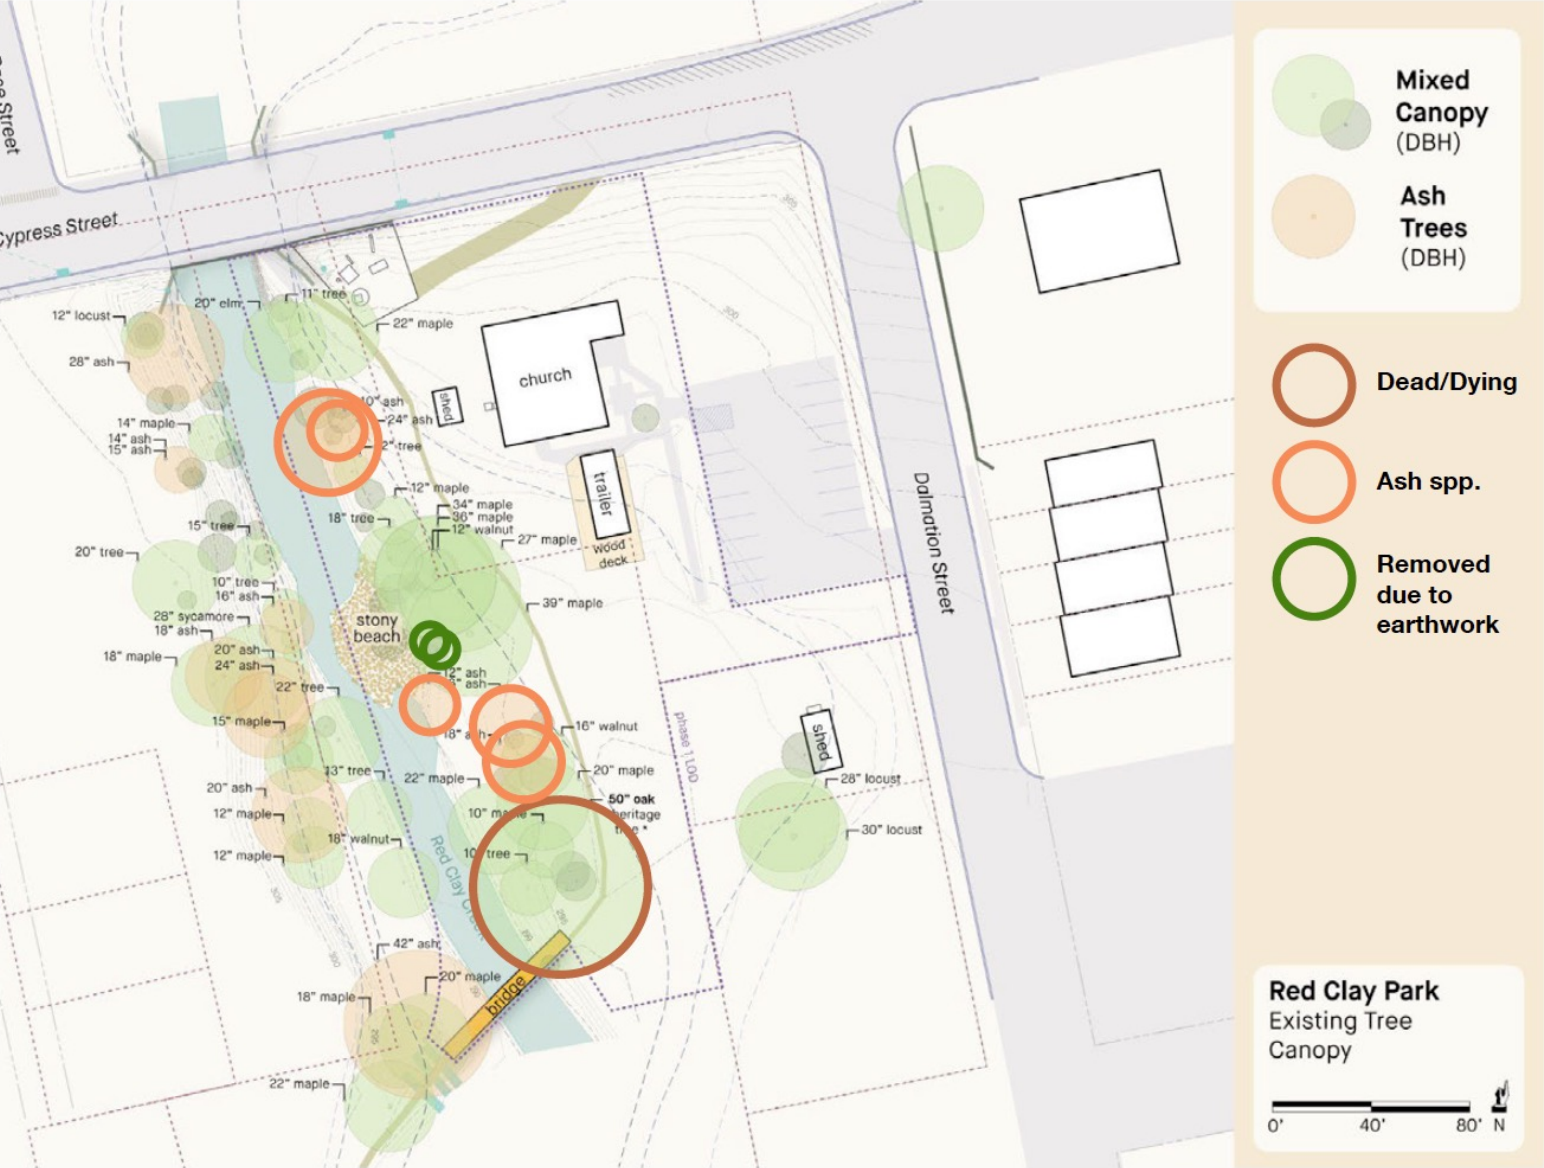 Cypress Street
20" elm
11" tree
12" locust
22" maple
28" ash
church
shed
10" ash
24" ash
14" maple
14" ash
15" ash
12" maple
34" maple
36" maple
12" walnut
18" tree
27" maple
trailer
wood
deck
15" tree
20" tree
10" tree
16" ash
39" maple
28" sycamore
18" ash
stony
beach
20" ash
24" ash
18" maple
12" ash
22" tree
15" maple
18" ash
16" walnut
13" tree
22" maple
20" maple
20" ash
50" oak
12" maple
18" walnut
12" maple
phase 1 LOD
shed
28" locust
30" locust
Dalmation Street
Red Clay
42" ash
20" maple
18" maple
bridge
22" maple
300
305
Mixed
Canopy
(DBH)
Ash
Trees
(DBH)
Dead/Dying
Ash spp.
Removed
due to
earthwork
Red Clay Park
Existing Tree
Canopy
0' 40' 80' N